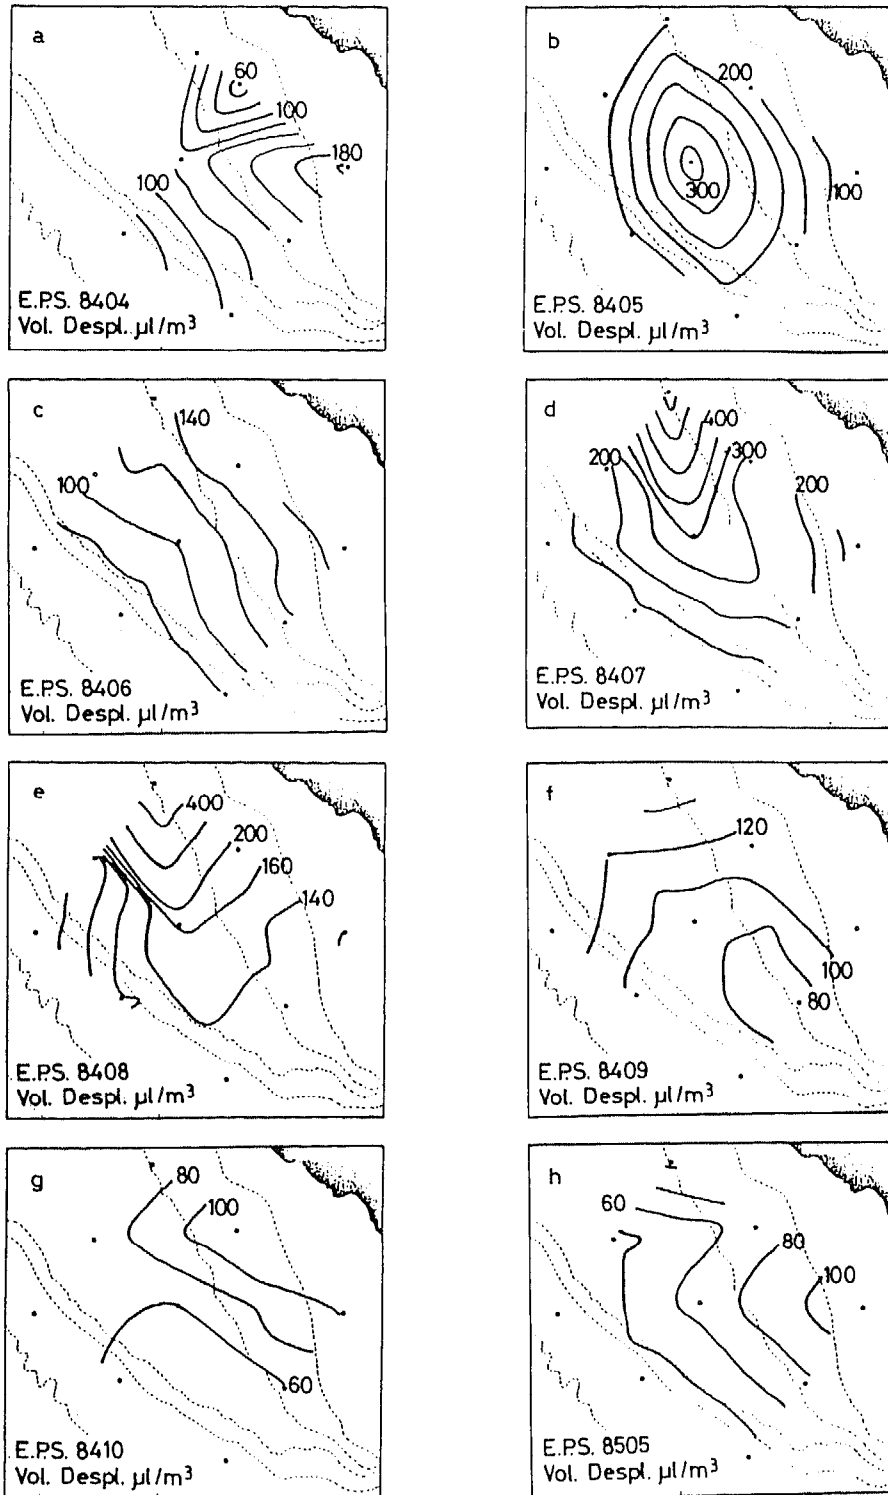 a
60
100
180
100
E.P.S. 8404
Vol. Despl. µl/m³
b
200
300
100
E.P.S. 8405
Vol. Despl. µl/m³
c
140
100
E.P.S. 8406
Vol. Despl. µl/m³
d
400
200
300
200
E.P.S. 8407
Vol. Despl. µl/m³
e
400
200
160
140
E.P.S. 8408
Vol. Despl. µl/m³
f
120
100
80
E.P.S. 8409
Vol. Despl. µl/m³
g
80
100
60
E.P.S. 8410
Vol. Despl. µl/m³
h
60
80
100
E.P.S. 8505
Vol. Despl. µl/m³